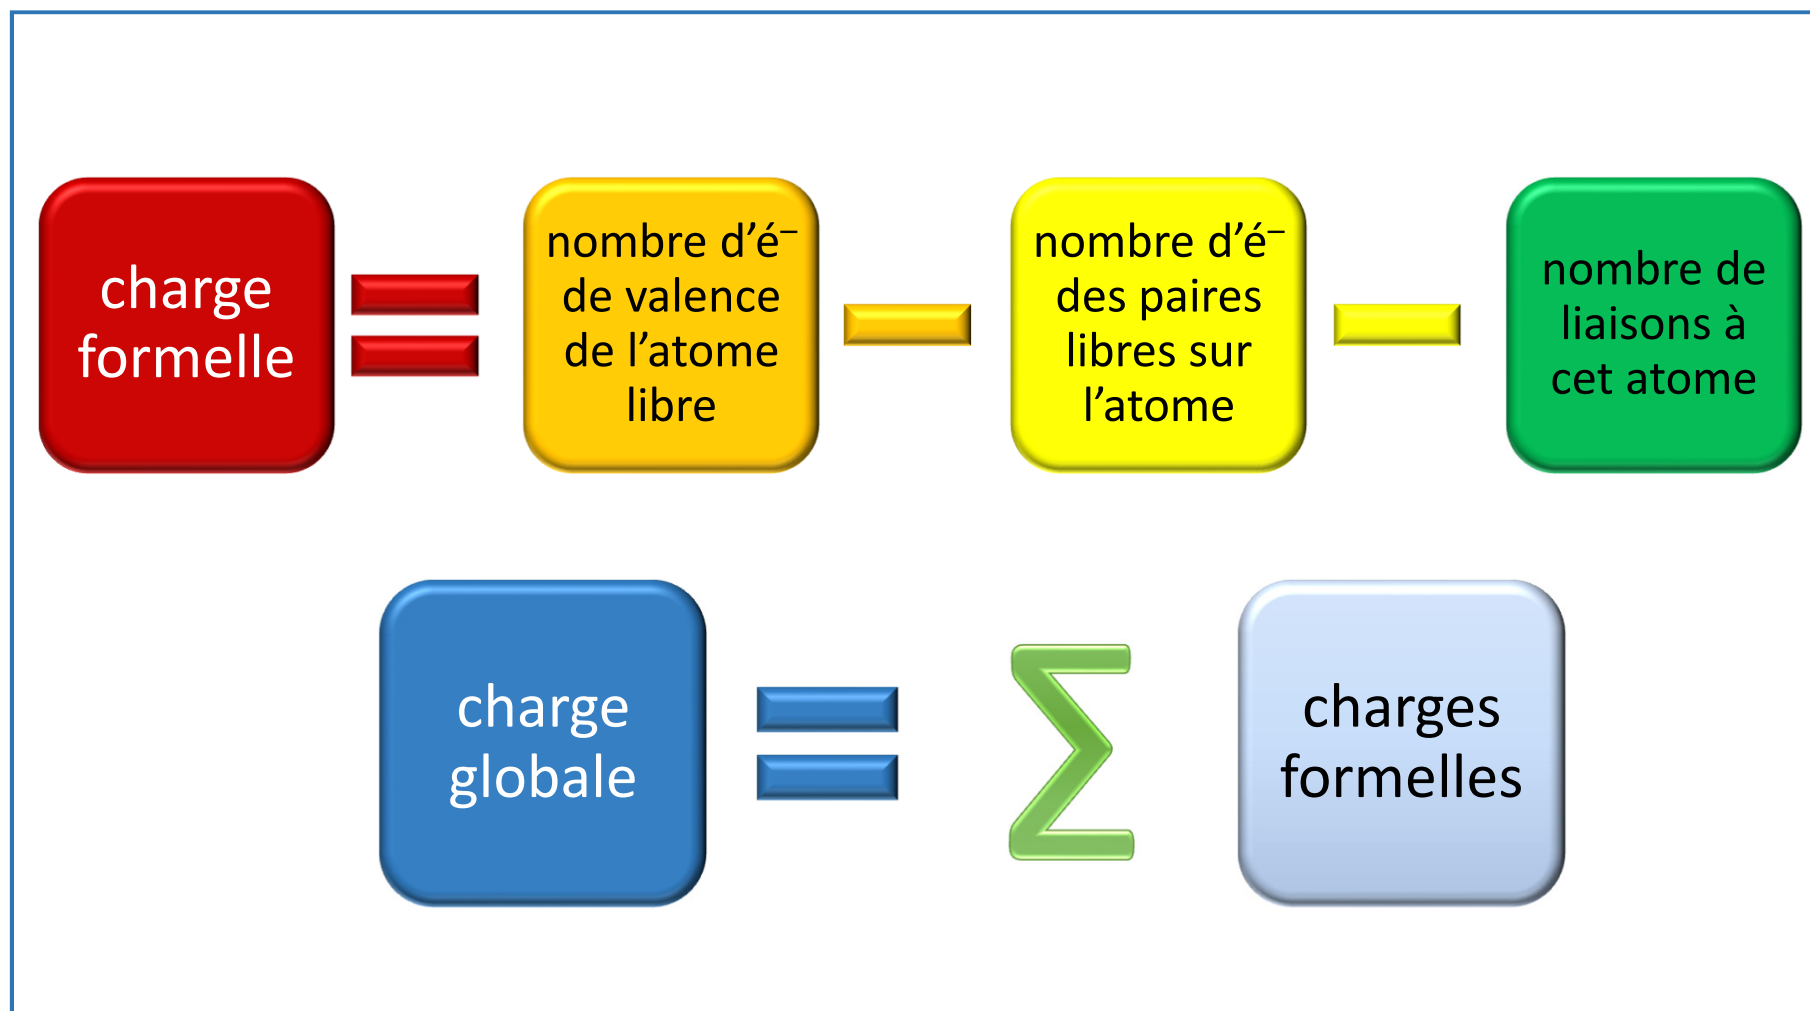 charge
formelle
=
nombre d’é⁻
de valence
de l’atome
libre
−
nombre d’é⁻
des paires
libres sur
l’atome
−
nombre de
liaisons à
cet atome
charge
globale
=
∑
charges
formelles